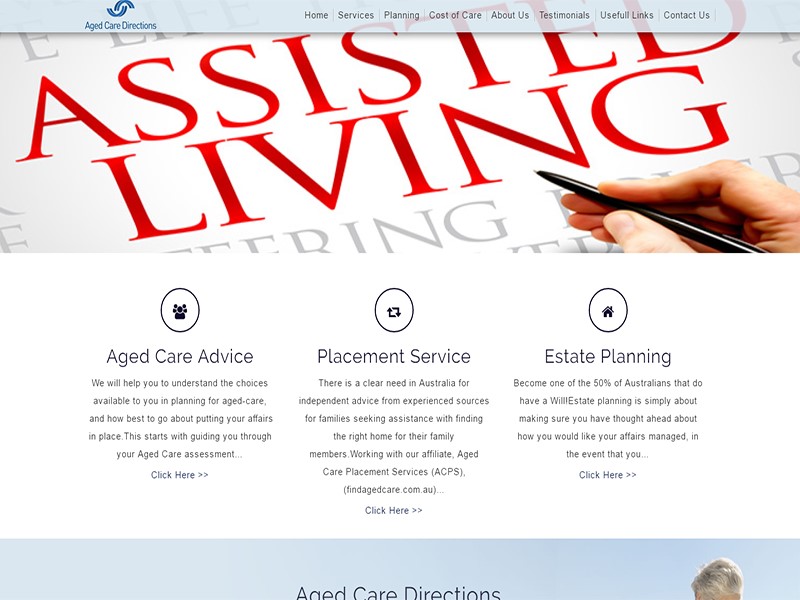 Aged Care Directions
Home Services Planning Cost of Care About Us Testimonials Usefull Links Contact Us
LIFE
ASSISTED
LIVING
Aged Care Advice
We will help you to understand the choices
available to you in planning for aged-care,
and how best to go about putting your affairs
in place.This starts with guiding you through
your Aged Care assessment...
Click Here >>
Placement Service
There is a clear need in Australia for
independent advice from experienced sources
for families seeking assistance with finding
the right home for their family
members.Working with our affiliate, Aged
Care Placement Services (ACPS),
(findagedcare.com.au)...
Click Here >>
Estate Planning
Become one of the 50% of Australians that do
have a Will!Estate planning is simply about
making sure you have thought ahead about
how you would like your affairs managed, in
the event that you...
Click Here >>
Aged Care Directions